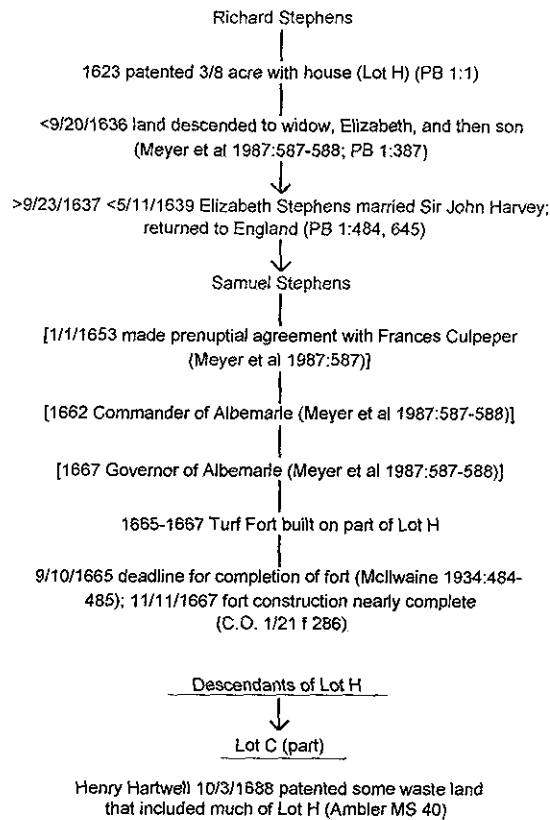 Richard Stephens
1623 patented 3/8 acre with house (Lot H) (PB 1:1)
<9/20/1636 land descended to widow, Elizabeth, and then son
(Meyer et al 1987:587-588; PB 1:387)
>9/23/1637 <5/11/1639 Elizabeth Stephens married Sir John Harvey;
returned to England (PB 1:484, 645)
Samuel Stephens
[1/1/1653 made prenuptial agreement with Frances Culpeper
(Meyer et al 1987:587)]
[1662 Commander of Albemarle (Meyer et al 1987:587-588)]
[1667 Governor of Albemarle (Meyer et al 1987:587-588)]
1665-1667 Turf Fort built on part of Lot H
9/10/1665 deadline for completion of fort (McIlwaine 1934:484-
485); 11/11/1667 fort construction nearly complete
(C.O. 1/21 f 286)
Descendants of Lot H
Lot C (part)
Henry Hartwell 10/3/1688 patented some waste land
that included much of Lot H (Ambler MS 40)